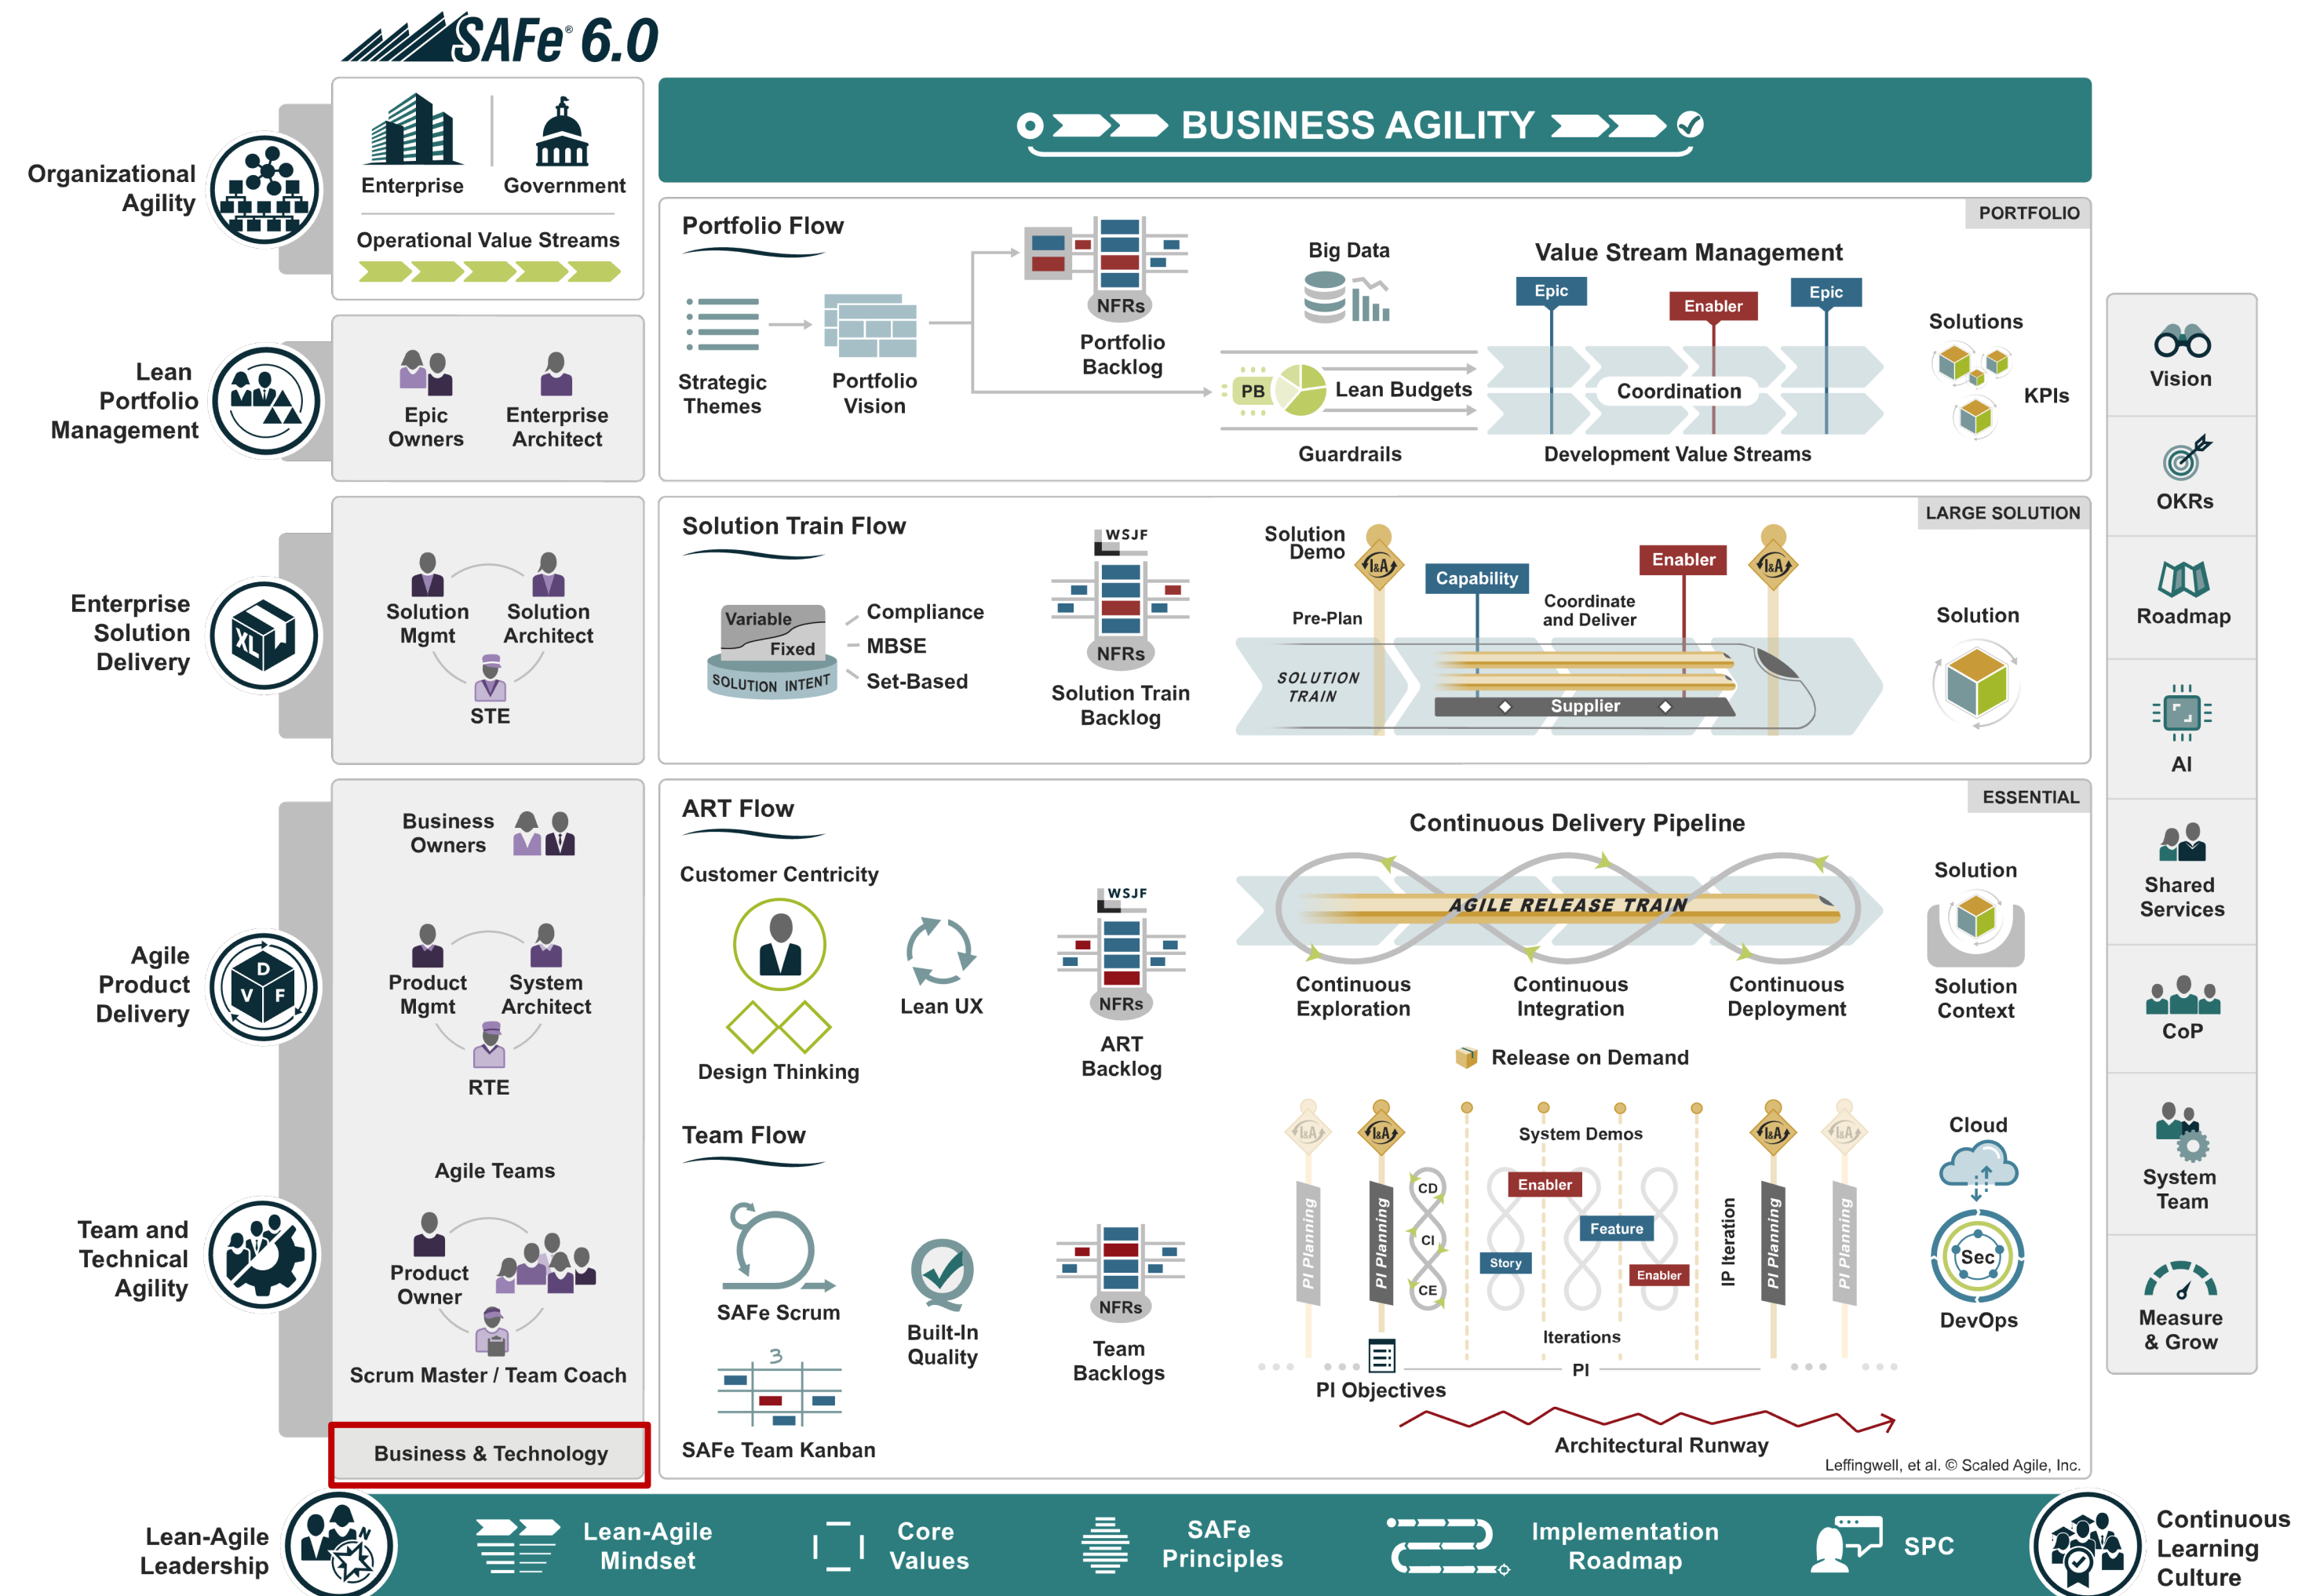 SAFe® 6.0
Organizational
Agility
Enterprise
Government
Operational Value Streams
BUSINESS AGILITY
Lean
Portfolio
Management
Epic
Owners
Enterprise
Architect
PORTFOLIO
Portfolio Flow
Strategic
Themes
Portfolio
Vision
NFRs
Portfolio
Backlog
Big Data
PB
Lean Budgets
Guardrails
Value Stream Management
Epic
Enabler
Epic
Coordination
Development Value Streams
Solutions
KPIs
Enterprise
Solution
Delivery
XL
Solution
Mgmt
Solution
Architect
STE
LARGE SOLUTION
Solution Train Flow
Variable
Fixed
SOLUTION INTENT
Compliance
MBSE
Set-Based
WSJF
NFRs
Solution Train
Backlog
Solution
Demo
I&A
Capability
Enabler
I&A
Pre-Plan
Coordinate
and Deliver
SOLUTION
TRAIN
Supplier
Solution
Agile
Product
Delivery
D
V F
Business
Owners
Product
Mgmt
System
Architect
RTE
ESSENTIAL
ART Flow
Customer Centricity
Design Thinking
Lean UX
WSJF
NFRs
ART
Backlog
Continuous Delivery Pipeline
AGILE RELEASE TRAIN
Continuous
Exploration
Continuous
Integration
Continuous
Deployment
Release on Demand
Solution
Solution
Context
Team and
Technical
Agility
Agile Teams
Product
Owner
Scrum Master / Team Coach
Business & Technology
Team Flow
SAFe Scrum
3
SAFe Team Kanban
Built-In
Quality
NFRs
Team
Backlogs
I&A
I&A
I&A
I&A
System Demos
PI Planning
PI Planning
CD
CI
CE
Enabler
Feature
Story
Enabler
IP Iteration
PI Planning
PI Planning
Iterations
PI
PI Objectives
Architectural Runway
Cloud
Sec
DevOps
Leffingwell, et al. © Scaled Agile, Inc.
Vision
OKRs
Roadmap
AI
Shared
Services
CoP
System
Team
Measure
& Grow
Lean-Agile
Leadership
N
Lean-Agile
Mindset
Core
Values
SAFe
Principles
Implementation
Roadmap
SPC
Continuous
Learning
Culture